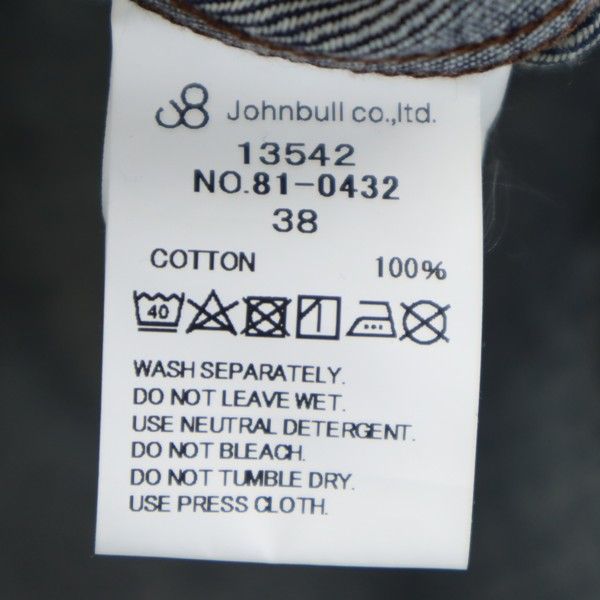 Johnbull co.,ltd.
13542
NO.81-0432
38
COTTON 100%
40
WASH SEPARATELY.
DO NOT LEAVE WET.
USE NEUTRAL DETERGENT.
DO NOT BLEACH.
DO NOT TUMBLE DRY.
USE PRESS CLOTH.